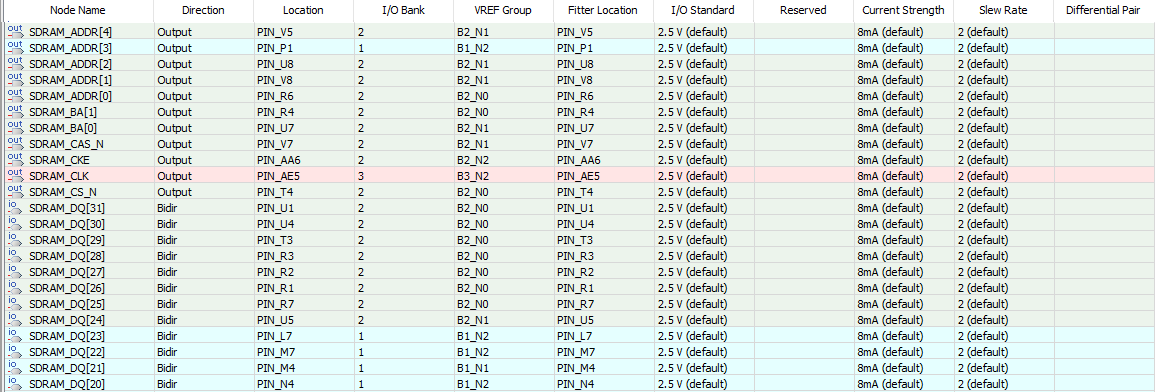 Node Name Direction Location I/O Bank VREF Group Fitter Location I/O Standard Reserved Current Strength Slew Rate Differential Pair
out SDRAM_ADDR[4] Output PIN_V5 2 B2_N1 PIN_V5 2.5 V (default) 8mA (default) 2 (default)
out SDRAM_ADDR[3] Output PIN_P1 1 B1_N2 PIN_P1 2.5 V (default) 8mA (default) 2 (default)
out SDRAM_ADDR[2] Output PIN_U8 2 B2_N1 PIN_U8 2.5 V (default) 8mA (default) 2 (default)
out SDRAM_ADDR[1] Output PIN_V8 2 B2_N1 PIN_V8 2.5 V (default) 8mA (default) 2 (default)
out SDRAM_ADDR[0] Output PIN_R6 2 B2_N0 PIN_R6 2.5 V (default) 8mA (default) 2 (default)
out SDRAM_BA[1] Output PIN_R4 2 B2_N0 PIN_R4 2.5 V (default) 8mA (default) 2 (default)
out SDRAM_BA[0] Output PIN_U7 2 B2_N1 PIN_U7 2.5 V (default) 8mA (default) 2 (default)
out SDRAM_CAS_N Output PIN_V7 2 B2_N1 PIN_V7 2.5 V (default) 8mA (default) 2 (default)
out SDRAM_CKE Output PIN_AA6 2 B2_N2 PIN_AA6 2.5 V (default) 8mA (default) 2 (default)
out SDRAM_CLK Output PIN_AE5 3 B3_N2 PIN_AE5 2.5 V (default) 8mA (default) 2 (default)
out SDRAM_CS_N Output PIN_T4 2 B2_N0 PIN_T4 2.5 V (default) 8mA (default) 2 (default)
io SDRAM_DQ[31] Bidir PIN_U1 2 B2_N0 PIN_U1 2.5 V (default) 8mA (default) 2 (default)
io SDRAM_DQ[30] Bidir PIN_U4 2 B2_N0 PIN_U4 2.5 V (default) 8mA (default) 2 (default)
io SDRAM_DQ[29] Bidir PIN_T3 2 B2_N0 PIN_T3 2.5 V (default) 8mA (default) 2 (default)
io SDRAM_DQ[28] Bidir PIN_R3 2 B2_N0 PIN_R3 2.5 V (default) 8mA (default) 2 (default)
io SDRAM_DQ[27] Bidir PIN_R2 2 B2_N0 PIN_R2 2.5 V (default) 8mA (default) 2 (default)
io SDRAM_DQ[26] Bidir PIN_R1 2 B2_N0 PIN_R1 2.5 V (default) 8mA (default) 2 (default)
io SDRAM_DQ[25] Bidir PIN_R7 2 B2_N0 PIN_R7 2.5 V (default) 8mA (default) 2 (default)
io SDRAM_DQ[24] Bidir PIN_U5 2 B2_N1 PIN_U5 2.5 V (default) 8mA (default) 2 (default)
io SDRAM_DQ[23] Bidir PIN_L7 1 B1_N2 PIN_L7 2.5 V (default) 8mA (default) 2 (default)
io SDRAM_DQ[22] Bidir PIN_M7 1 B1_N2 PIN_M7 2.5 V (default) 8mA (default) 2 (default)
io SDRAM_DQ[21] Bidir PIN_M4 1 B1_N2 PIN_M4 2.5 V (default) 8mA (default) 2 (default)
io SDRAM_DQ[20] Bidir PIN_N4 1 B1_N2 PIN_N4 2.5 V (default) 8mA (default) 2 (default)